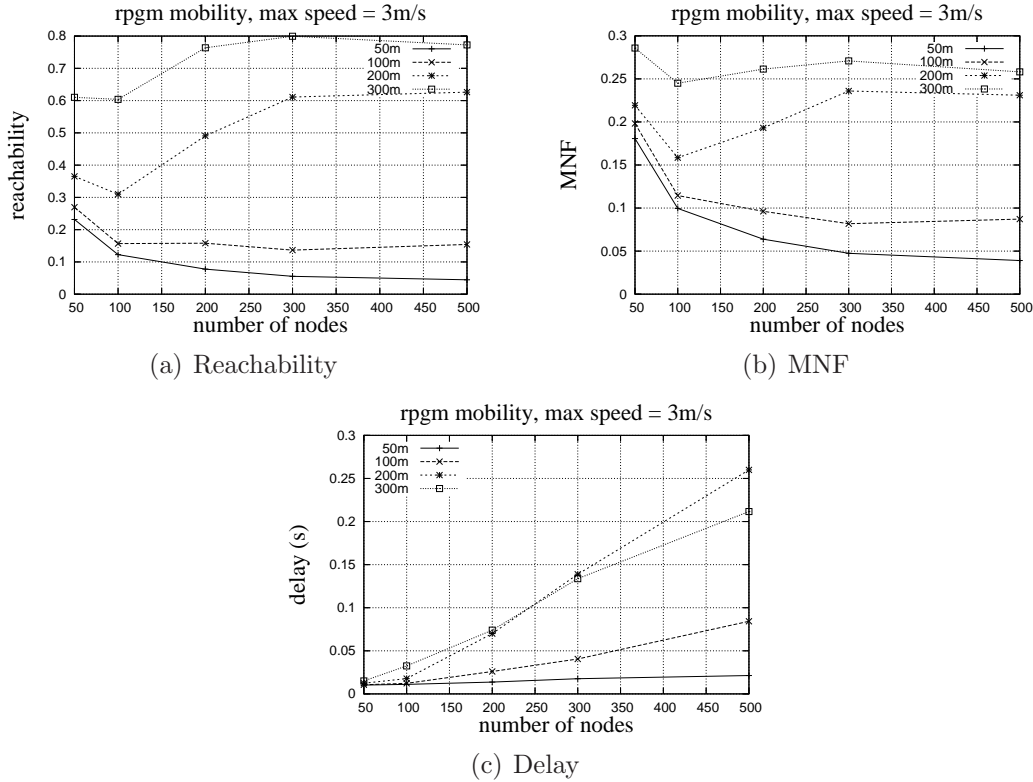 rpgm mobility, max speed = 3m/s
0.8
0.7
0.6
0.5
0.4
0.3
0.2
0.1
0
reachability
50m
100m
200m
300m
50 100 150 200 250 300 350 400 450 500
number of nodes
(a) Reachability
rpgm mobility, max speed = 3m/s
0.3
0.25
0.2
0.15
0.1
0.05
0
MNF
50m
100m
200m
300m
50 100 150 200 250 300 350 400 450 500
number of nodes
(b) MNF
rpgm mobility, max speed = 3m/s
0.3
0.25
0.2
0.15
0.1
0.05
0
delay (s)
50m
100m
200m
300m
50 100 150 200 250 300 350 400 450 500
number of nodes
(c) Delay